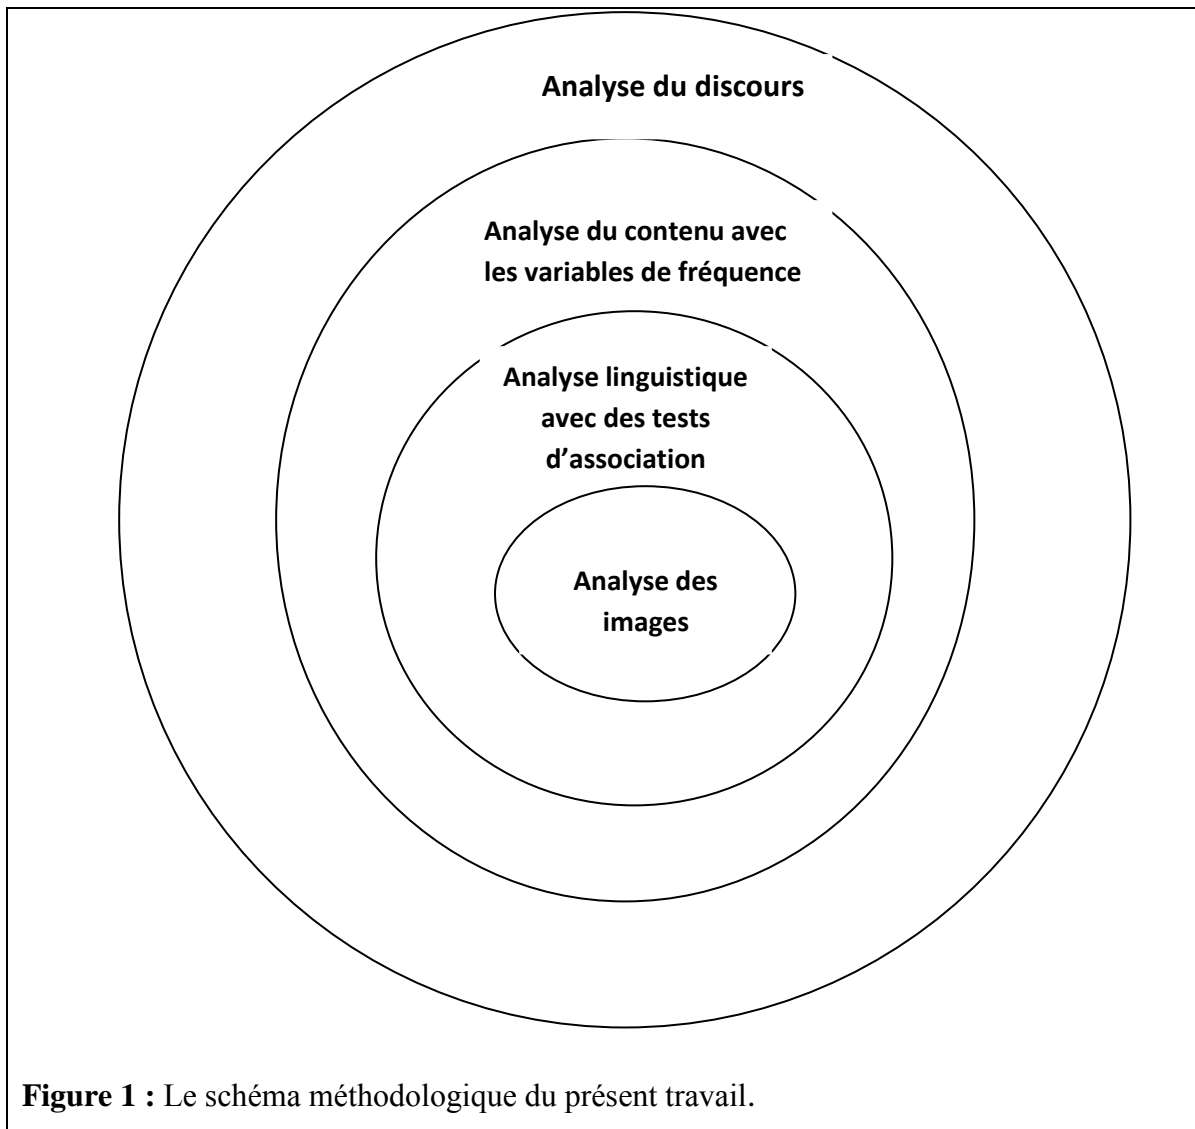 Analyse du discours
Analyse du contenu avec
les variables de fréquence
Analyse linguistique
avec des tests
d’association
Analyse des
images
Figure 1 : Le schéma méthodologique du présent travail.